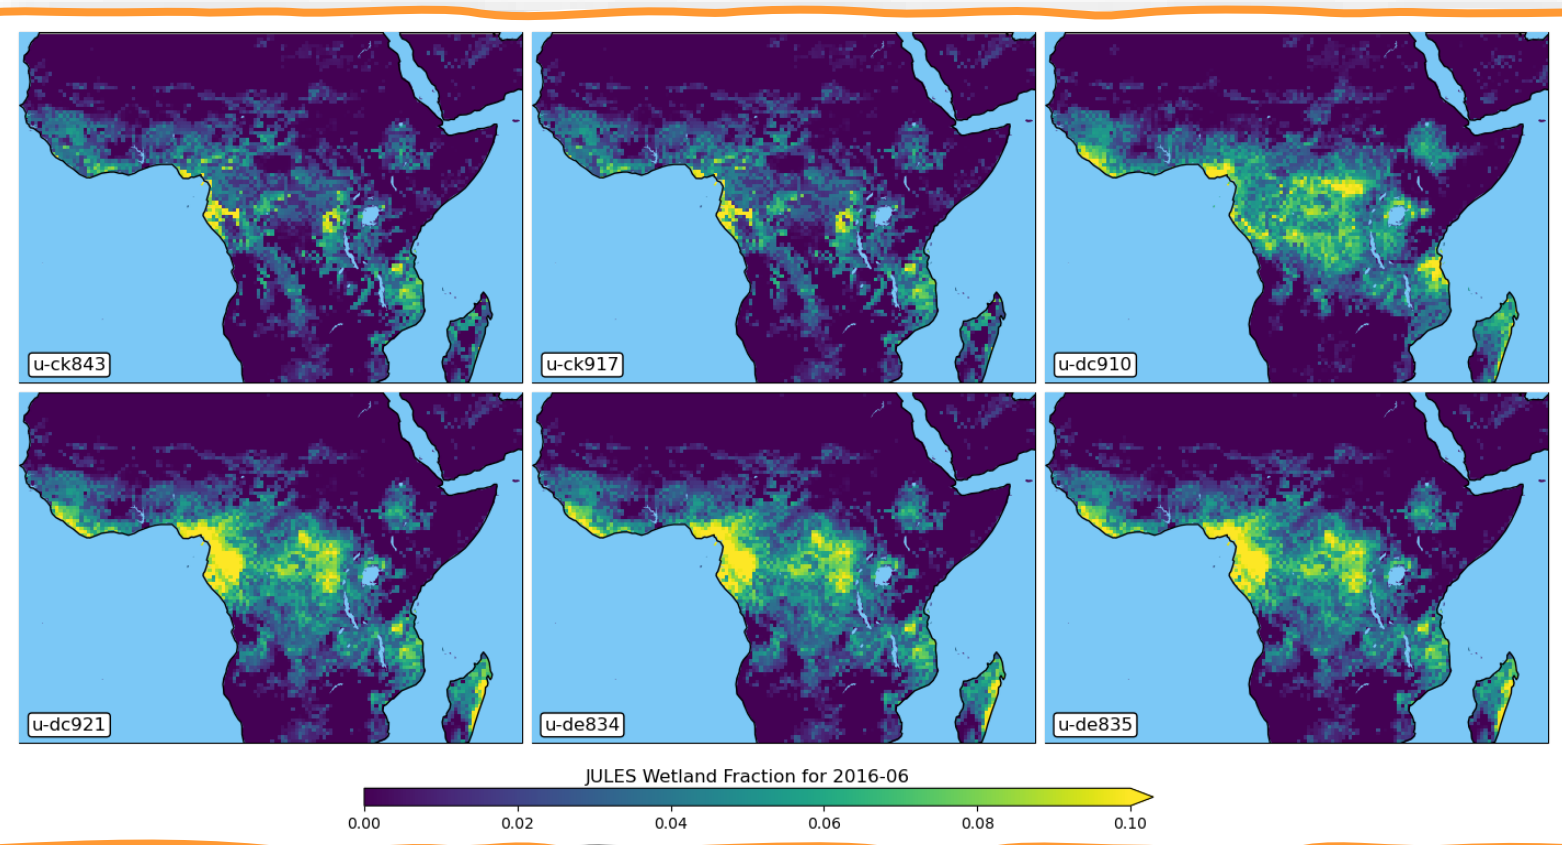 u-ck843
u-ck917
u-dc910
u-dc921
u-de834
u-de835
JULES Wetland Fraction for 2016-06
0.00 0.02 0.04 0.06 0.08 0.10